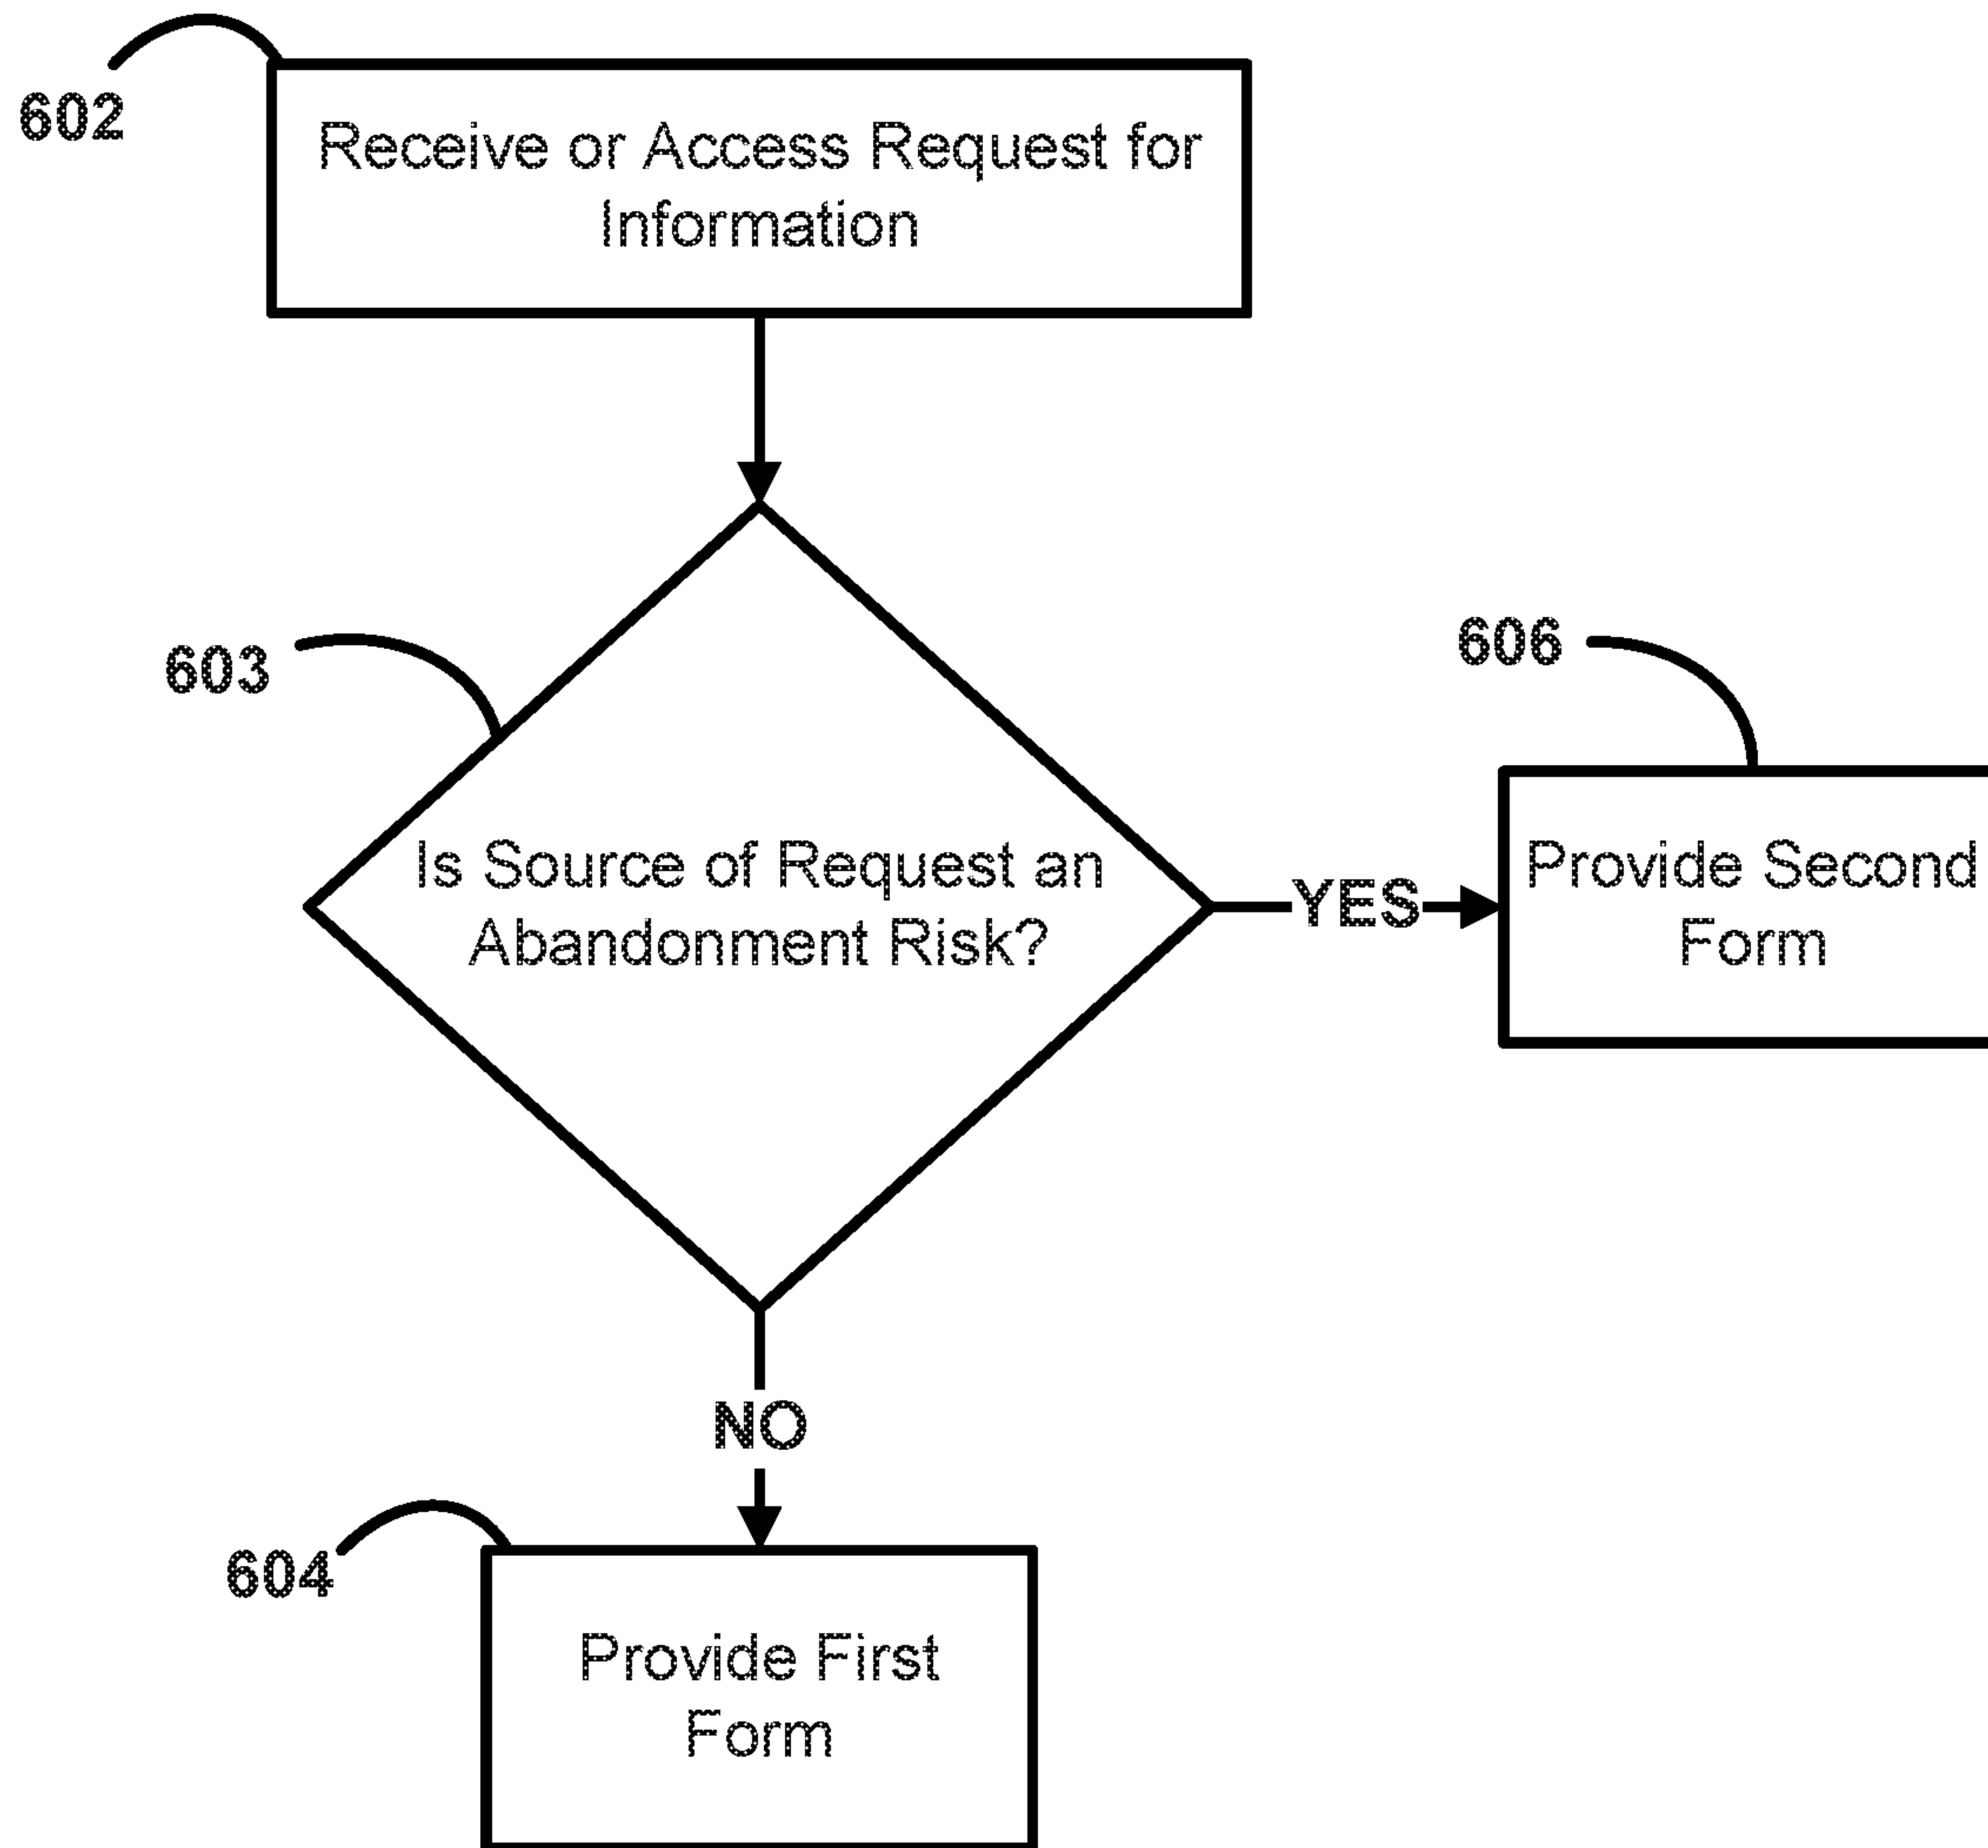 602
Receive or Access Request for
Information
603
606
Is Source of Request an
Abandonment Risk?
YES
Provide Second
Form
NO
604
Provide First
Form